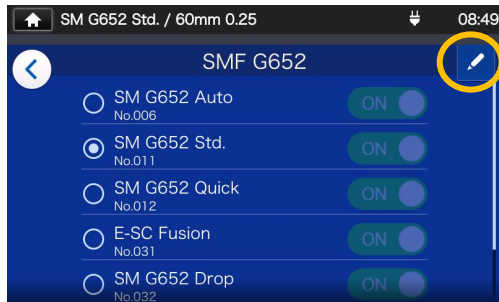 SM G652 Std. / 60mm 0.25 08:49
SMF G652
SM G652 Auto ON
No.006
SM G652 Std. ON
No.011
SM G652 Quick ON
No.012
E-SC Fusion ON
No.031
SM G652 Drop ON
No.032